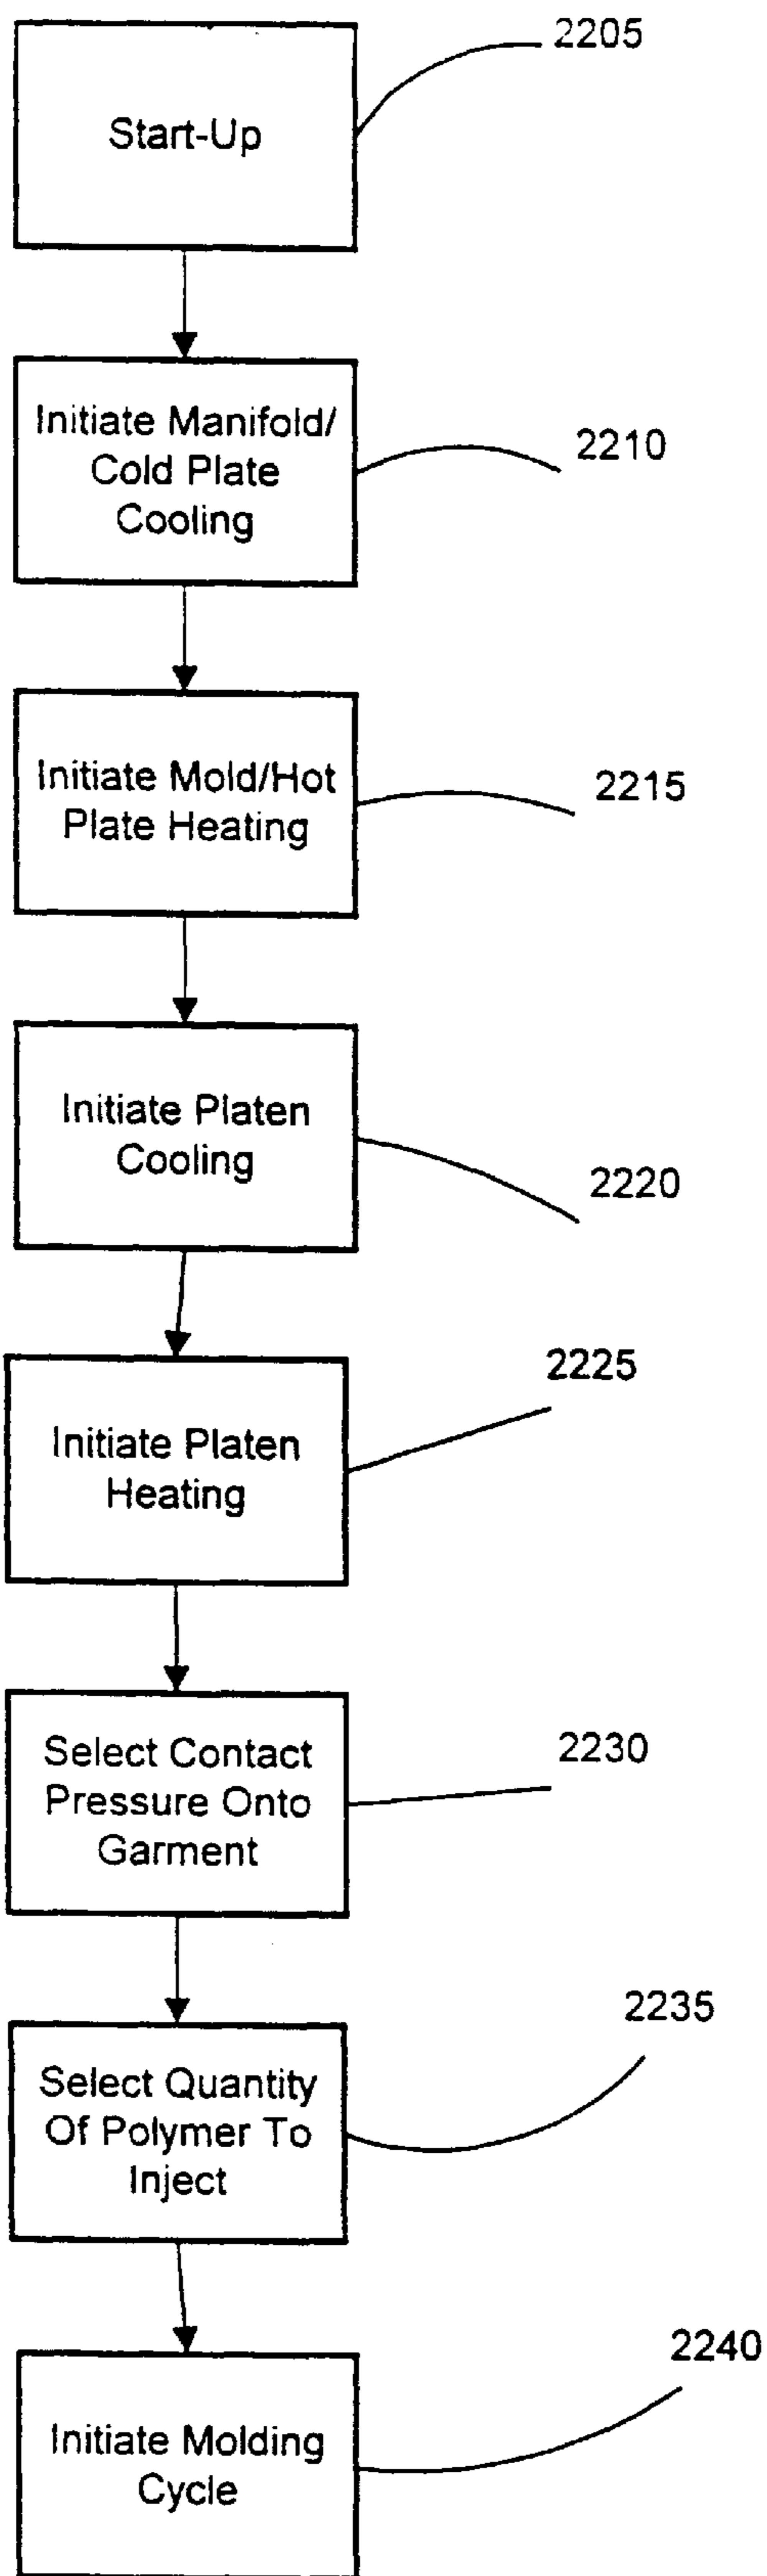 2205
Start-Up
Initiate Manifold/
Cold Plate
Cooling
2210
Initiate Mold/Hot
Plate Heating
2215
Initiate Platen
Cooling
2220
2225
Initiate Platen
Heating
Select Contact
Pressure Onto
Garment
2230
2235
Select Quantity
Of Polymer To
Inject
2240
Initiate Molding
Cycle